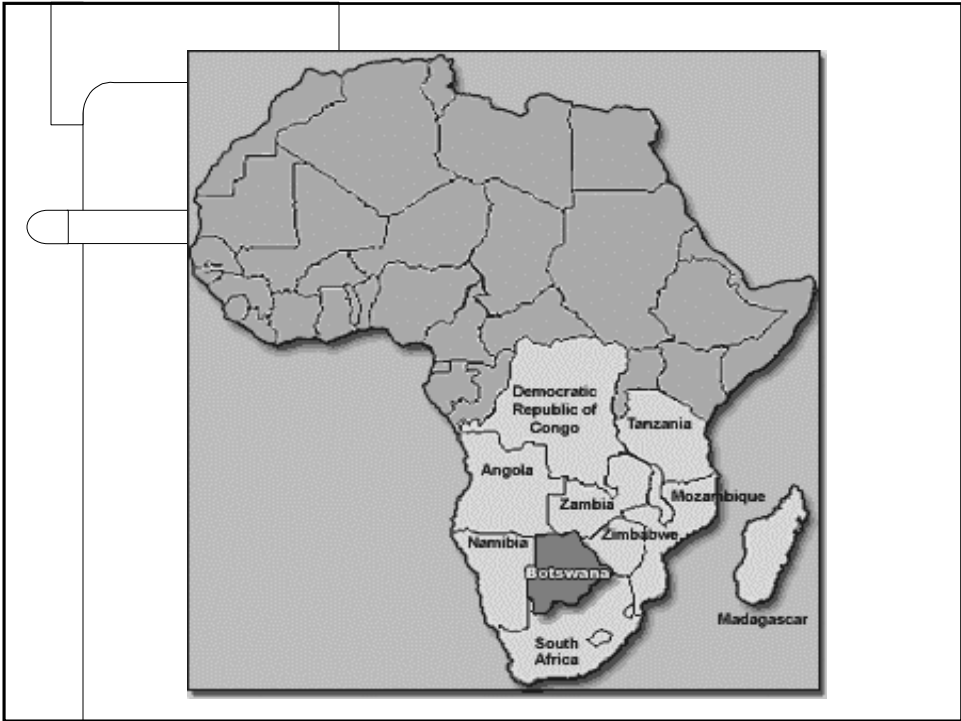 Democratic
Republic of
Congo
Tanzania
Angola
Mozambique
Zambia
Namibia
Zimbabwe
Botswana
Madagascar
South
Africa